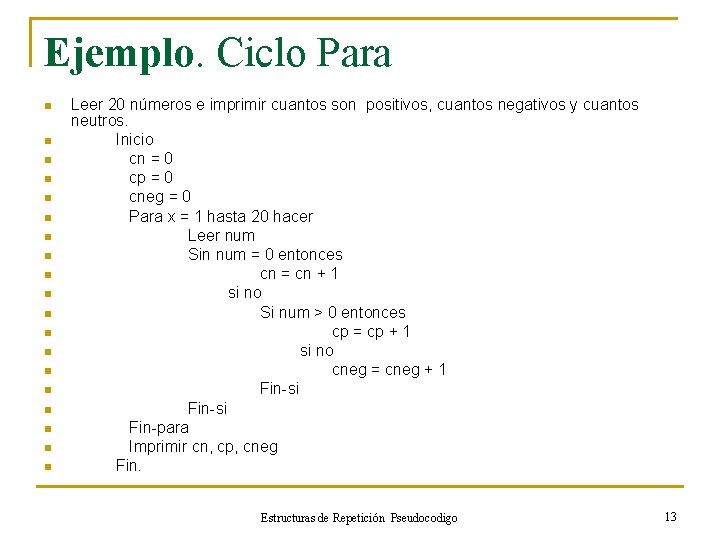 Ejemplo. Ciclo Para
Leer 20 números e imprimir cuantos son positivos, cuantos negativos y cuantos
neutros.
Inicio
cn = 0
cp = 0
cneg = 0
Para x = 1 hasta 20 hacer
Leer num
Sin num = 0 entonces
cn = cn + 1
si no
Si num > 0 entonces
cp = cp + 1
si no
cneg = cneg + 1
Fin-si
Fin-si
Fin-para
Imprimir cn, cp, cneg
Fin.
Estructuras de Repetición Pseudocodigo
13